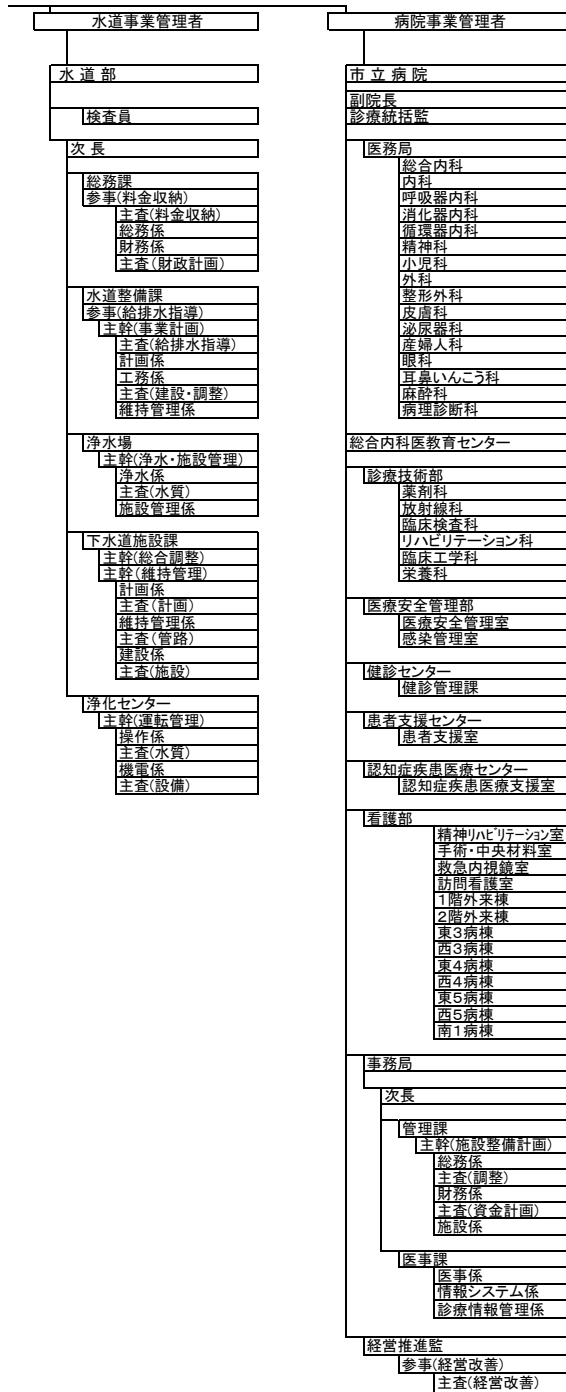 水道事業管理者
水 道 部
検査員
次 長
総務課
参事(料金収納)
主査(料金収納)
総務係
財務係
主査(財政計画)
水道整備課
参事(給排水指導)
主幹(事業計画)
主査(給排水指導)
計画係
工務係
主査(建設・調整)
維持管理係
浄水場
主幹(浄水・施設管理)
浄水係
主査(水質)
施設管理係
下水道施設課
主幹(総合調整)
主幹(維持管理)
計画係
主査(計画)
維持管理係
主査(管路)
建設係
主査(施設)
浄化センター
主幹(運転管理)
操作係
主査(水質)
機電係
主査(設備)
病院事業管理者
市 立 病 院
副院長
診療統括監
医務局
総合内科
内科
呼吸器内科
消化器内科
循環器内科
精神科
小児科
外科
整形外科
皮膚科
泌尿器科
産婦人科
眼科
耳鼻いんこう科
麻酔科
病理診断科
総合内科医教育センター
診療技術部
薬剤科
放射線科
臨床検査科
リハビリテーション科
臨床工学科
栄養科
医療安全管理部
医療安全管理室
感染管理室
健診センター
健診管理課
患者支援センター
患者支援室
認知症疾患医療センター
認知症疾患医療支援室
看護部
精神リハビリテーション室
手術・中央材料室
救急内視鏡室
訪問看護室
1階外来棟
2階外来棟
東3病棟
西3病棟
東4病棟
西4病棟
東5病棟
西5病棟
南1病棟
事務局
次長
管理課
主幹(施設整備計画)
総務係
主査(調整)
財務係
主査(資金計画)
施設係
医事課
医事係
情報システム係
診療情報管理係
経営推進監
参事(経営改善)
主査(経営改善)